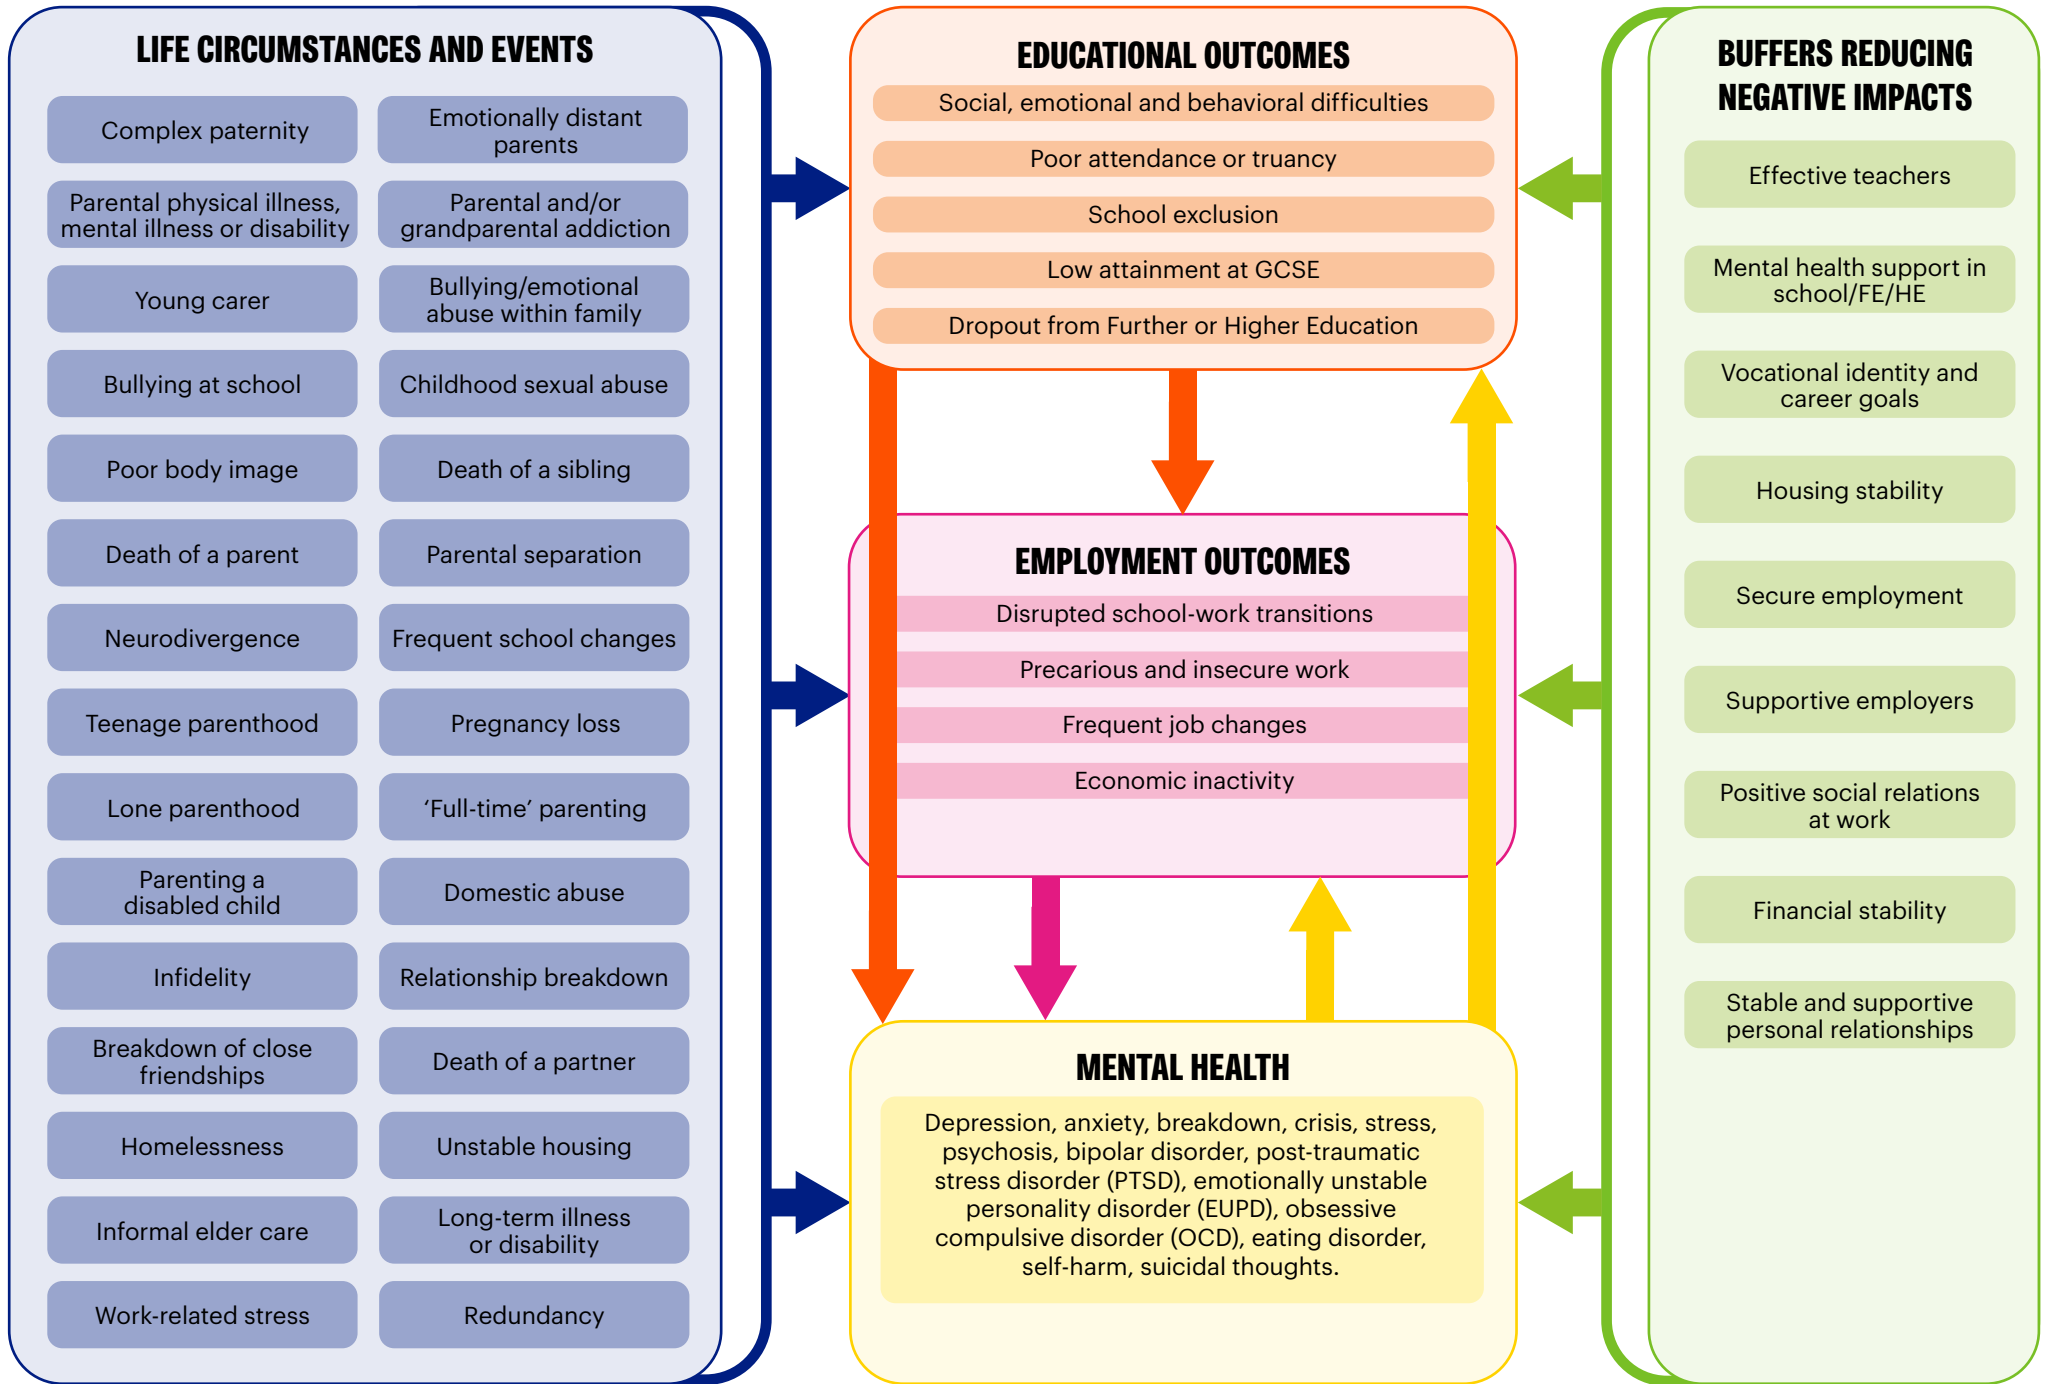 LIFE CIRCUMSTANCES AND EVENTS
Complex paternity
Emotionally distant
parents
Parental physical illness,
mental illness or disability
Parental and/or
grandparental addiction
Young carer
Bullying/emotional
abuse within family
Bullying at school
Childhood sexual abuse
Poor body image
Death of a sibling
Death of a parent
Parental separation
Neurodivergence
Frequent school changes
Teenage parenthood
Pregnancy loss
Lone parenthood
‘Full-time’ parenting
Parenting a
disabled child
Domestic abuse
Infidelity
Relationship breakdown
Breakdown of close
friendships
Death of a partner
Homelessness
Unstable housing
Informal elder care
Long-term illness
or disability
Work-related stress
Redundancy
EDUCATIONAL OUTCOMES
Social, emotional and behavioral difficulties
Poor attendance or truancy
School exclusion
Low attainment at GCSE
Dropout from Further or Higher Education
EMPLOYMENT OUTCOMES
Disrupted school-work transitions
Precarious and insecure work
Frequent job changes
Economic inactivity
MENTAL HEALTH
Depression, anxiety, breakdown, crisis, stress,
psychosis, bipolar disorder, post-traumatic
stress disorder (PTSD), emotionally unstable
personality disorder (EUPD), obsessive
compulsive disorder (OCD), eating disorder,
self-harm, suicidal thoughts.
BUFFERS REDUCING
NEGATIVE IMPACTS
Effective teachers
Mental health support in
school/FE/HE
Vocational identity and
career goals
Housing stability
Secure employment
Supportive employers
Positive social relations
at work
Financial stability
Stable and supportive
personal relationships